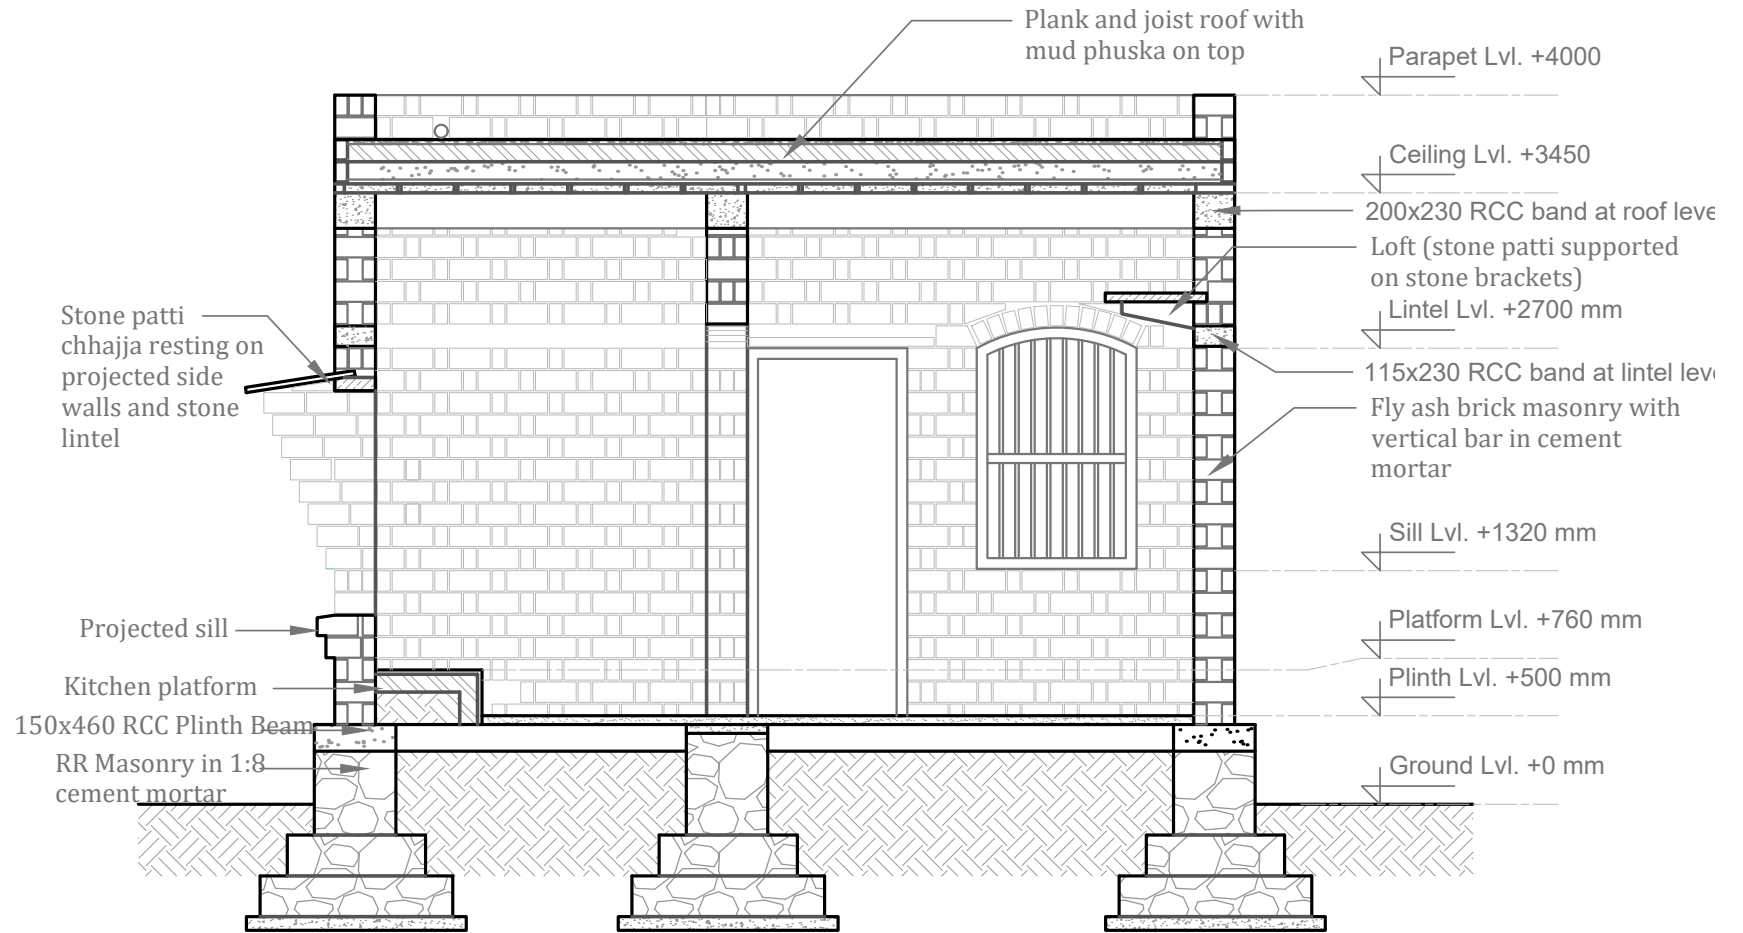 Plank and joist roof with
mud phuska on top
Parapet Lvl. +4000
Ceiling Lvl. +3450
200x230 RCC band at roof leve
Loft (stone patti supported
on stone brackets)
Lintel Lvl. +2700 mm
115x230 RCC band at lintel leve
Fly ash brick masonry with
vertical bar in cement
mortar
Sill Lvl. +1320 mm
Platform Lvl. +760 mm
Plinth Lvl. +500 mm
Ground Lvl. +0 mm
Stone patti
chhajja resting on
projected side
walls and stone
lintel
Projected sill
Kitchen platform
150x460 RCC Plinth Beam
RR Masonry in 1:8
cement mortar